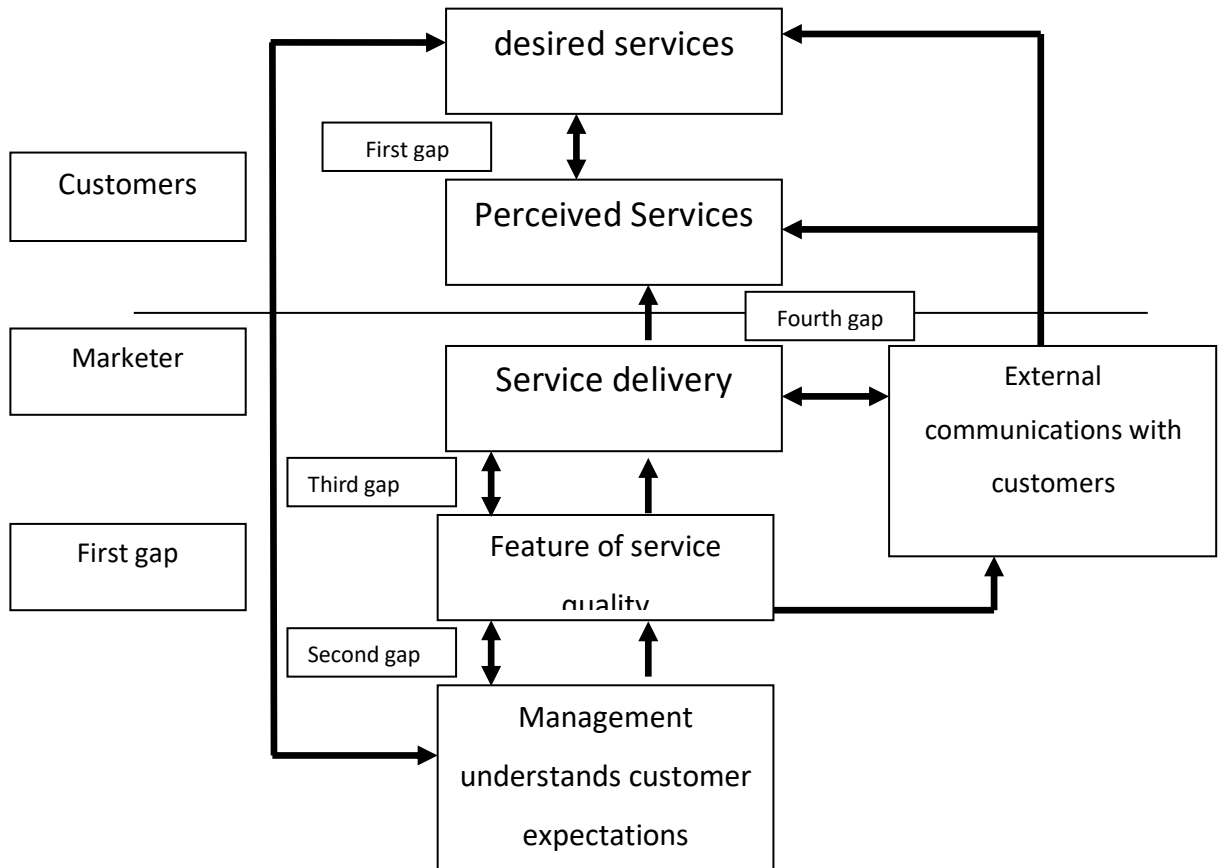 desired services
First gap
Customers
Perceived Services
Fourth gap
Marketer
Service delivery
External
communications with
customers
Third gap
First gap
Feature of service
quality
Second gap
Management
understands customer
expectations